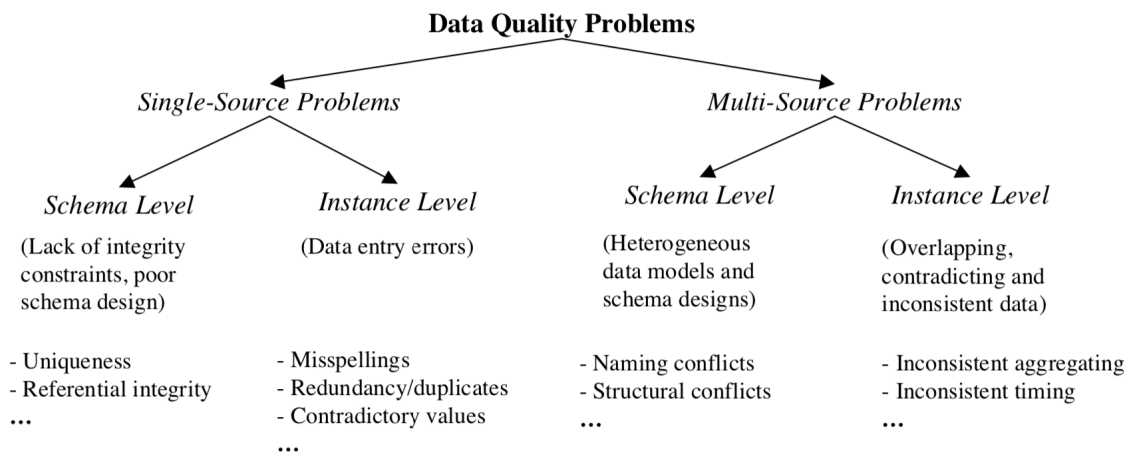 Data Quality Problems
Single-Source Problems
Multi-Source Problems
Schema Level
Instance Level
Schema Level
Instance Level
(Lack of integrity
constraints, poor
schema design)
(Data entry errors)
(Heterogeneous
data models and
schema designs)
(Overlapping,
contradicting and
inconsistent data)
- Uniqueness
- Referential integrity
...
- Misspellings
- Redundancy/duplicates
- Contradictory values
...
- Naming conflicts
- Structural conflicts
...
- Inconsistent aggregating
- Inconsistent timing
...